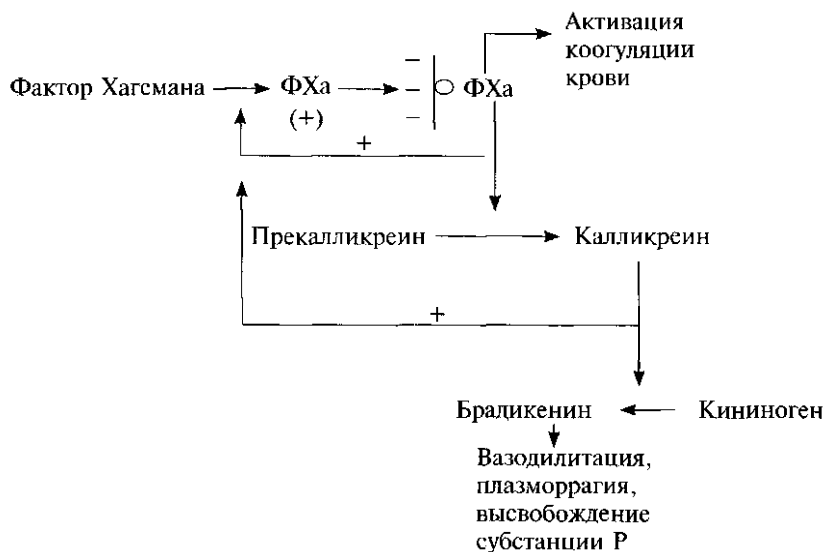 Активация
коогуляции
крови
Фактор Хагсмана
ФХа
(+)
– – –
ФХа
+
Прекалликреин
Калликреин
+
Брадикенин
Кининоген
Вазодилитация,
плазморрагия,
высвобождение
субстанции Р